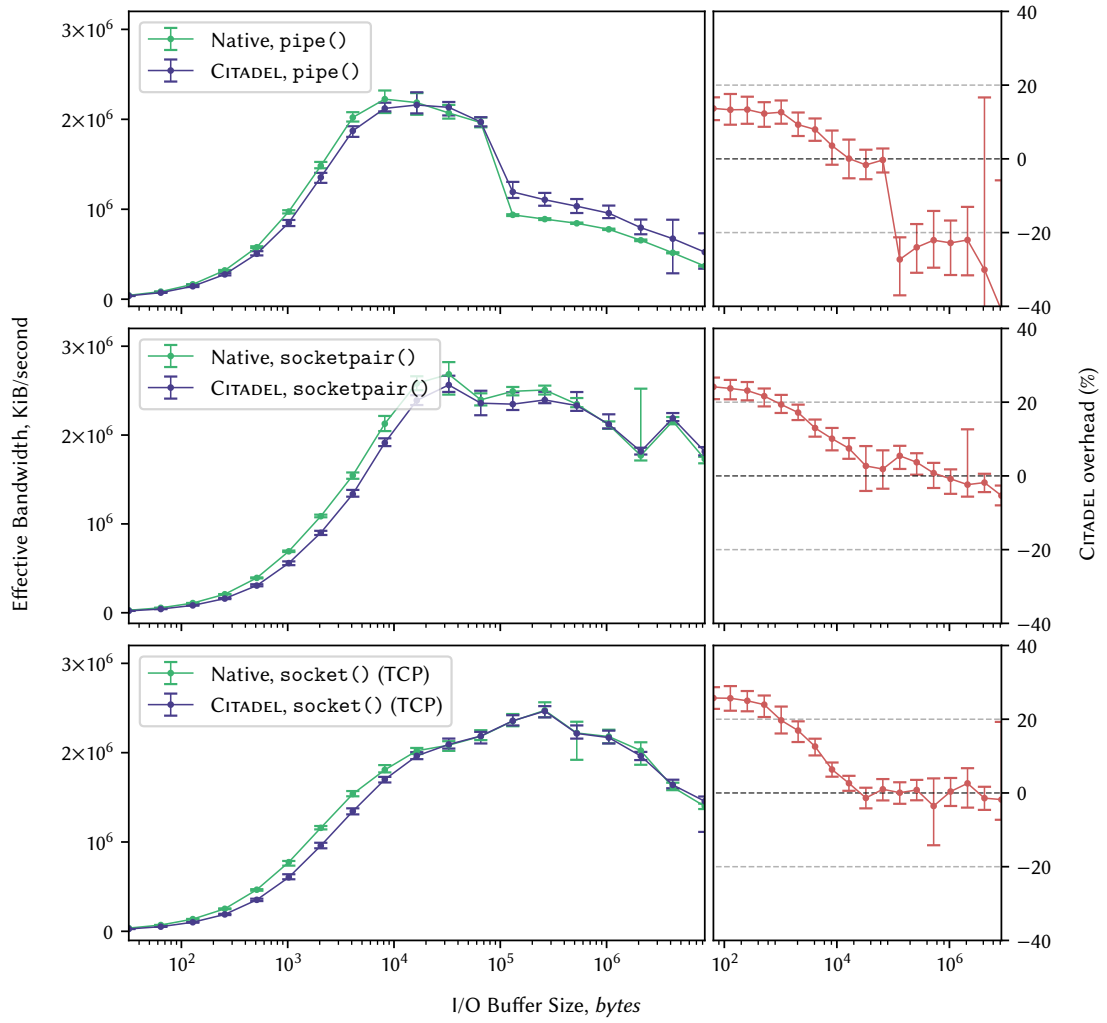 3×10⁶
2×10⁶
10⁶
0
Native, pipe()
CITADEL, pipe()
40
20
0
−20
−40
3×10⁶
2×10⁶
10⁶
0
Native, socketpair()
CITADEL, socketpair()
40
20
0
−20
−40
3×10⁶
2×10⁶
10⁶
0
Native, socket() (TCP)
CITADEL, socket() (TCP)
40
20
0
−20
−40
10² 10³ 10⁴ 10⁵ 10⁶
10² 10⁴ 10⁶
Effective Bandwidth, KiB/second
CITADEL overhead (%)
I/O Buffer Size, bytes